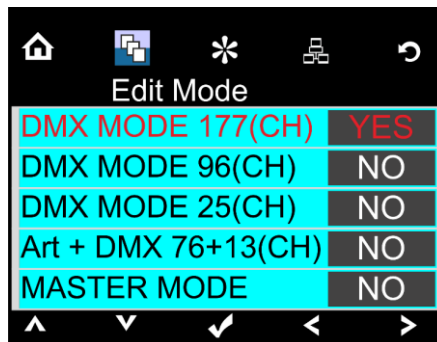 Edit Mode
DMX MODE 177(CH) YES
DMX MODE 96(CH) NO
DMX MODE 25(CH) NO
Art + DMX 76+13(CH) NO
MASTER MODE NO